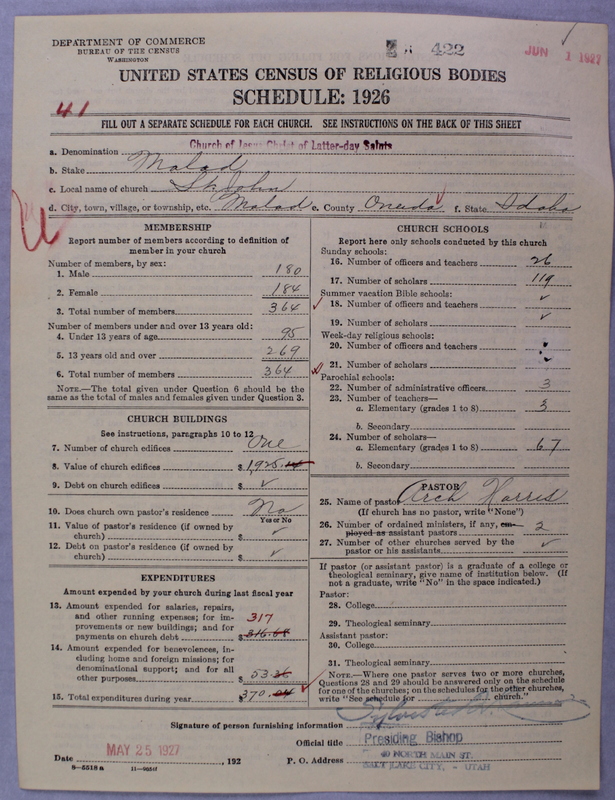 DEPARTMENT OF COMMERCE
BUREAU OF THE CENSUS
WASHINGTON
422
JUN 1 1927
UNITED STATES CENSUS OF RELIGIOUS BODIES
SCHEDULE: 1926
41
FILL OUT A SEPARATE SCHEDULE FOR EACH CHURCH. SEE INSTRUCTIONS ON THE BACK OF THIS SHEET
a. Denomination Church of Jesus Christ of Latter-day Saints
b. Stake Malad
c. Local name of church St. John
d. City, town, village, or township, etc. Malad e. County Oneida f. State Idaho
MEMBERSHIP
Report number of members according to definition of
member in your church
Number of members, by sex:
1. Male 180
2. Female 184
3. Total number of members 364
Number of members under and over 13 years old:
4. Under 13 years of age 95
5. 13 years old and over 269
6. Total number of members 364
NOTE.—The total given under Question 6 should be the
same as the total of males and females given under Question 3.
CHURCH BUILDINGS
See instructions, paragraphs 10 to 12
7. Number of church edifices One
8. Value of church edifices $ 1,925.
9. Debt on church edifices $ ✓
10. Does church own pastor's residence? No
Yes or No
11. Value of pastor's residence (if owned by
church) $ ✓
12. Debt on pastor's residence (if owned by
church) $ ✓
EXPENDITURES
Amount expended by your church during last fiscal year
13. Amount expended for salaries, repairs,
and other running expenses; for im-
provements or new buildings; and for
payments on church debt $ 316.68 317
14. Amount expended for benevolences, in-
cluding home and foreign missions; for
denominational support; and for all
other purposes $ 53.36
15. Total expenditures during year $ 370.04
CHURCH SCHOOLS
Report here only schools conducted by this church
Sunday schools:
16. Number of officers and teachers 26
17. Number of scholars 119
Summer vacation Bible schools:
18. Number of officers and teachers ✓
19. Number of scholars ✓
Week-day religious schools:
20. Number of officers and teachers
21. Number of scholars
Parochial schools:
22. Number of administrative officers 3
23. Number of teachers—
a. Elementary (grades 1 to 8) 3
b. Secondary
24. Number of scholars—
a. Elementary (grades 1 to 8) 67
b. Secondary
PASTOR
25. Name of pastor Arch Harris
(If church has no pastor, write "None")
26. Number of ordained ministers, if any, em-
ployed as assistant pastors 2
27. Number of other churches served by the
pastor or his assistants ✓
If pastor (or assistant pastor) is a graduate of a college or
theological seminary, give name of institution below. (If
not a graduate, write "No" in the space indicated.)
Pastor:
28. College
29. Theological seminary
Assistant pastor:
30. College
31. Theological seminary
NOTE.—Where one pastor serves two or more churches,
Questions 28 and 29 should be answered only on the schedule
for one of the churches; on the schedules for the other churches,
write "See schedule for church."
Signature of person furnishing information
Official title Presiding Bishop
Date MAY 25 1927, 192 P. O. Address 40 NORTH MAIN ST.
SALT LAKE CITY, - UTAH
8-5518 a